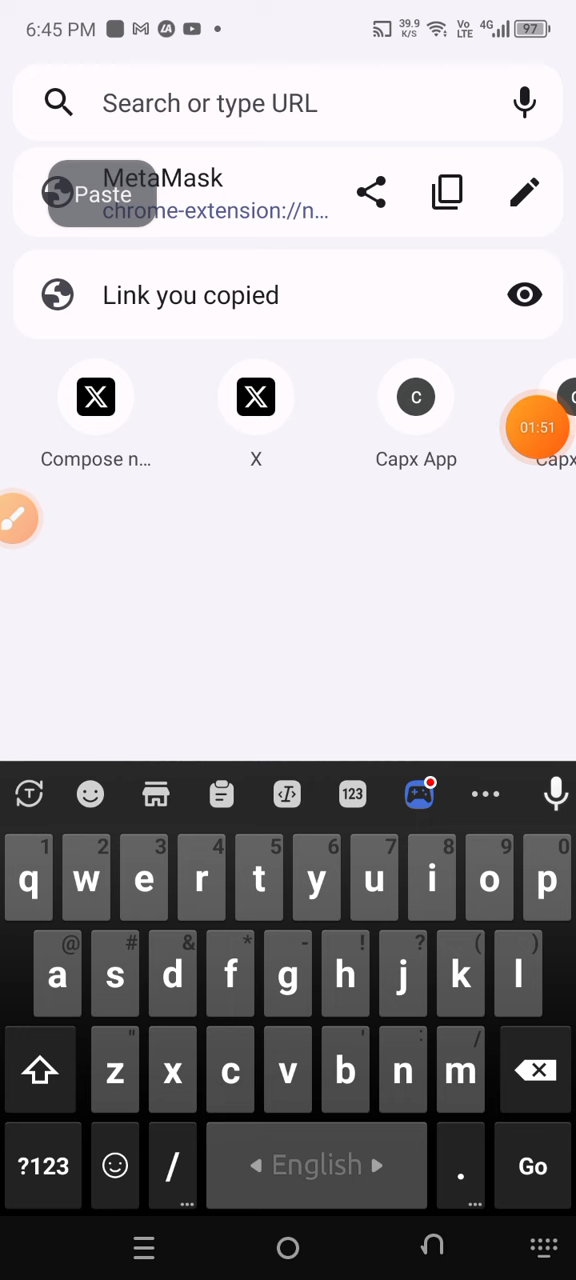 6:45 PM
39.9
K/S
Vo
LTE
4G
97
Search or type URL
MetaMask
Paste
chrome-extension://n...
Link you copied
C
01:51
Compose n...
X
Capx App
Capx
T
I
123
1 2 3 4 5 6 7 8 9 0
q w e r t y u i o p
@ # & * - ! ? ( )
a s d f g h j k l
" ' : /
z x c v b n m
?123
/
English
.
Go